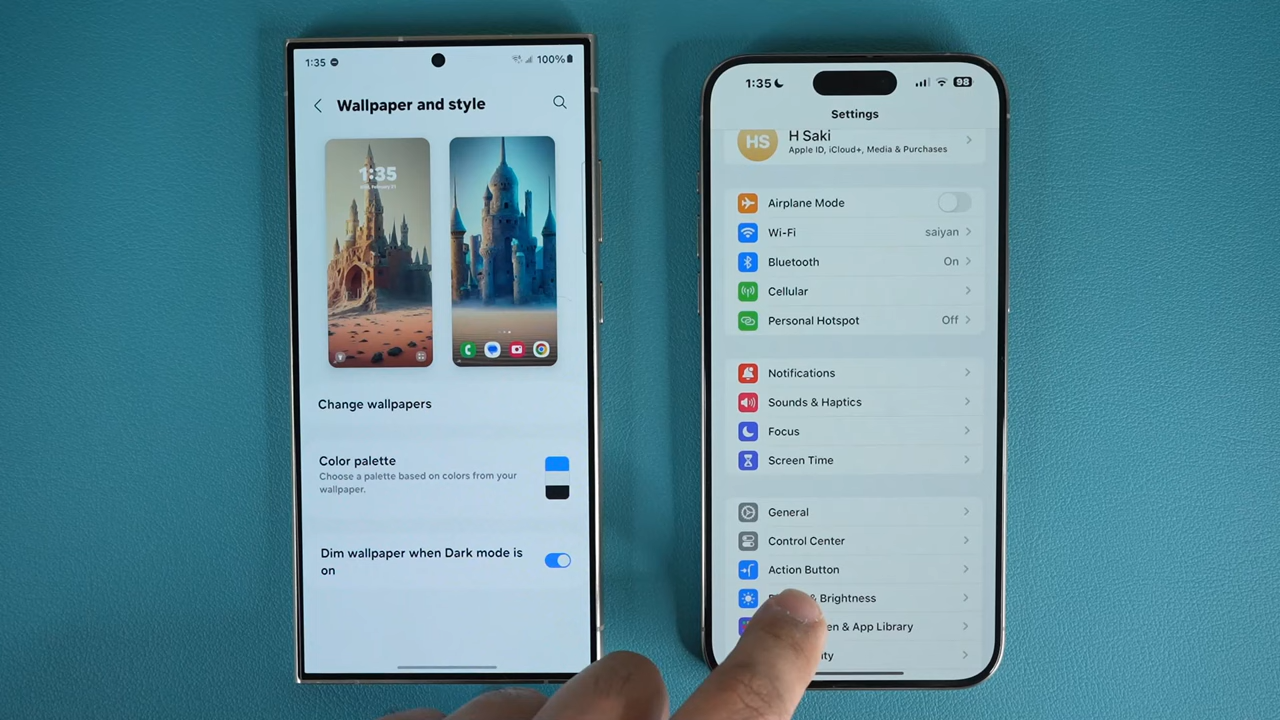 1:35
100%
Wallpaper and style
1:35
Change wallpapers
Color palette
Choose a palette based on colors from your
wallpaper.
Dim wallpaper when Dark mode is
on
1:35
98
Settings
HS
H Saki
Apple ID, iCloud+, Media & Purchases
Airplane Mode
Wi-Fi
saiyan
Bluetooth
On
Cellular
Personal Hotspot
Off
Notifications
Sounds & Haptics
Focus
Screen Time
General
Control Center
Action Button
& Brightness
en & App Library
ty